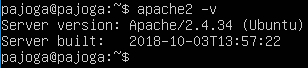 pajoga@pajoga:~$ apache2 -v
Server version: Apache/2.4.34 (Ubuntu)
Server built:   2018-10-03T13:57:22
pajoga@pajoga:~$